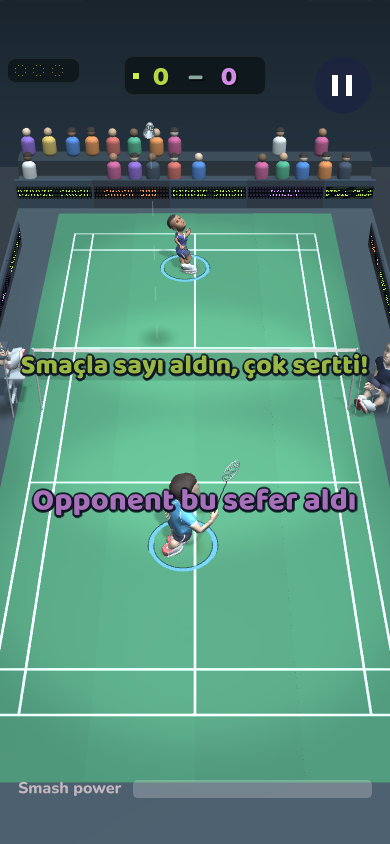 0 – 0
Smaçla sayı aldın, çok sertti!
Opponent bu sefer aldı
Smash power